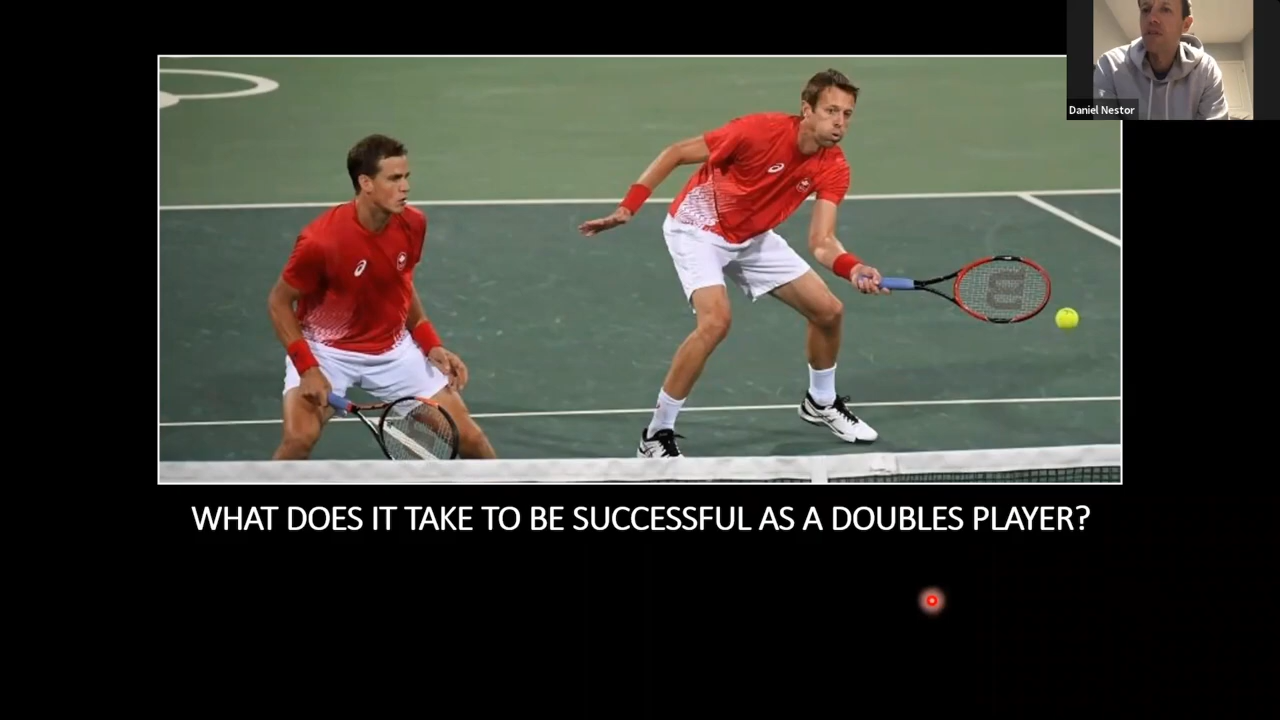 Daniel Nestor
WHAT DOES IT TAKE TO BE SUCCESSFUL AS A DOUBLES PLAYER?